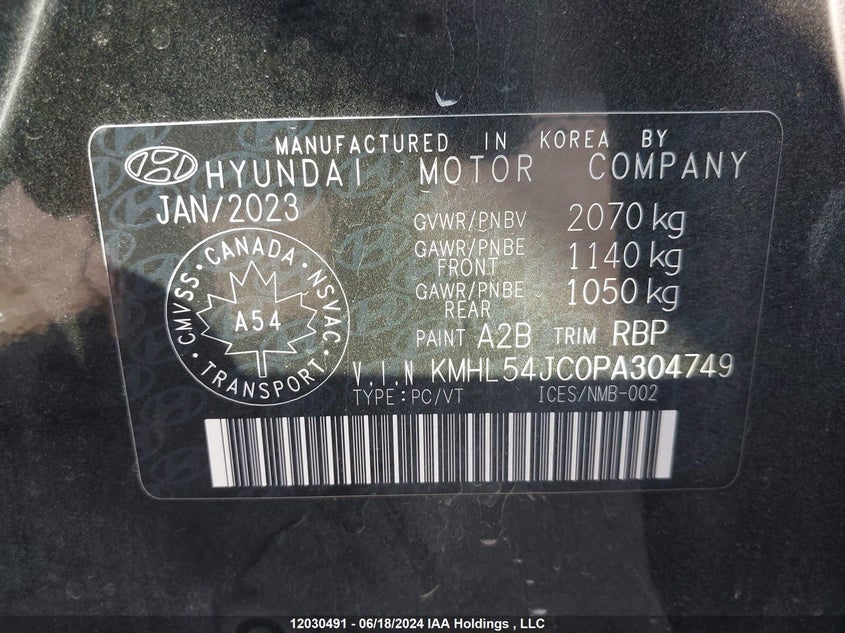 MANUFACTURED IN KOREA BY
HYUNDAI MOTOR COMPANY
JAN/2023
GVWR/PNBV 2070 kg
GAWR/PNBE FRONT 1140 kg
GAWR/PNBE REAR 1050 kg
PAINT A2B TRIM RBP
CMVSS · CANADA · NSVAC · TRANSPORT ·
A54
V.I.N KMHL54JC0PA304749
TYPE:PC/VT ICES/NMB-002
12030491 - 06/18/2024 IAA Holdings , LLC